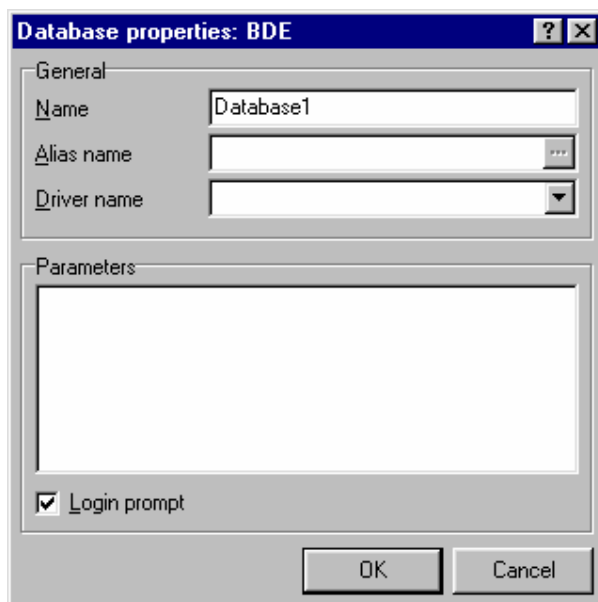 Database properties: BDE
General
Name
Database1
Alias name
...
Driver name
Parameters
Login prompt
OK
Cancel